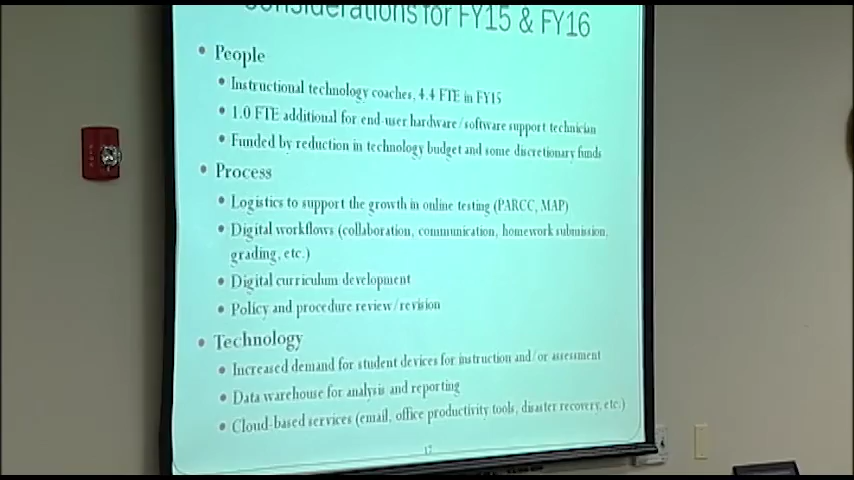 Considerations for FY15 & FY16
• People
• Instructional technology coaches, 4.4 FTE in FY15
• 1.0 FTE additional for end-user hardware/software support technician
• Funded by reduction in technology budget and some discretionary funds
• Process
• Logistics to support the growth in online testing (PARCC, MAP)
• Digital workflows (collaboration, communication, homework submission,
grading, etc.)
• Digital curriculum development
• Policy and procedure review/revision
• Technology
• Increased demand for student devices for instruction and/or assessment
• Data warehouse for analysis and reporting
• Cloud-based services (email, office productivity tools, disaster recovery, etc.)
17